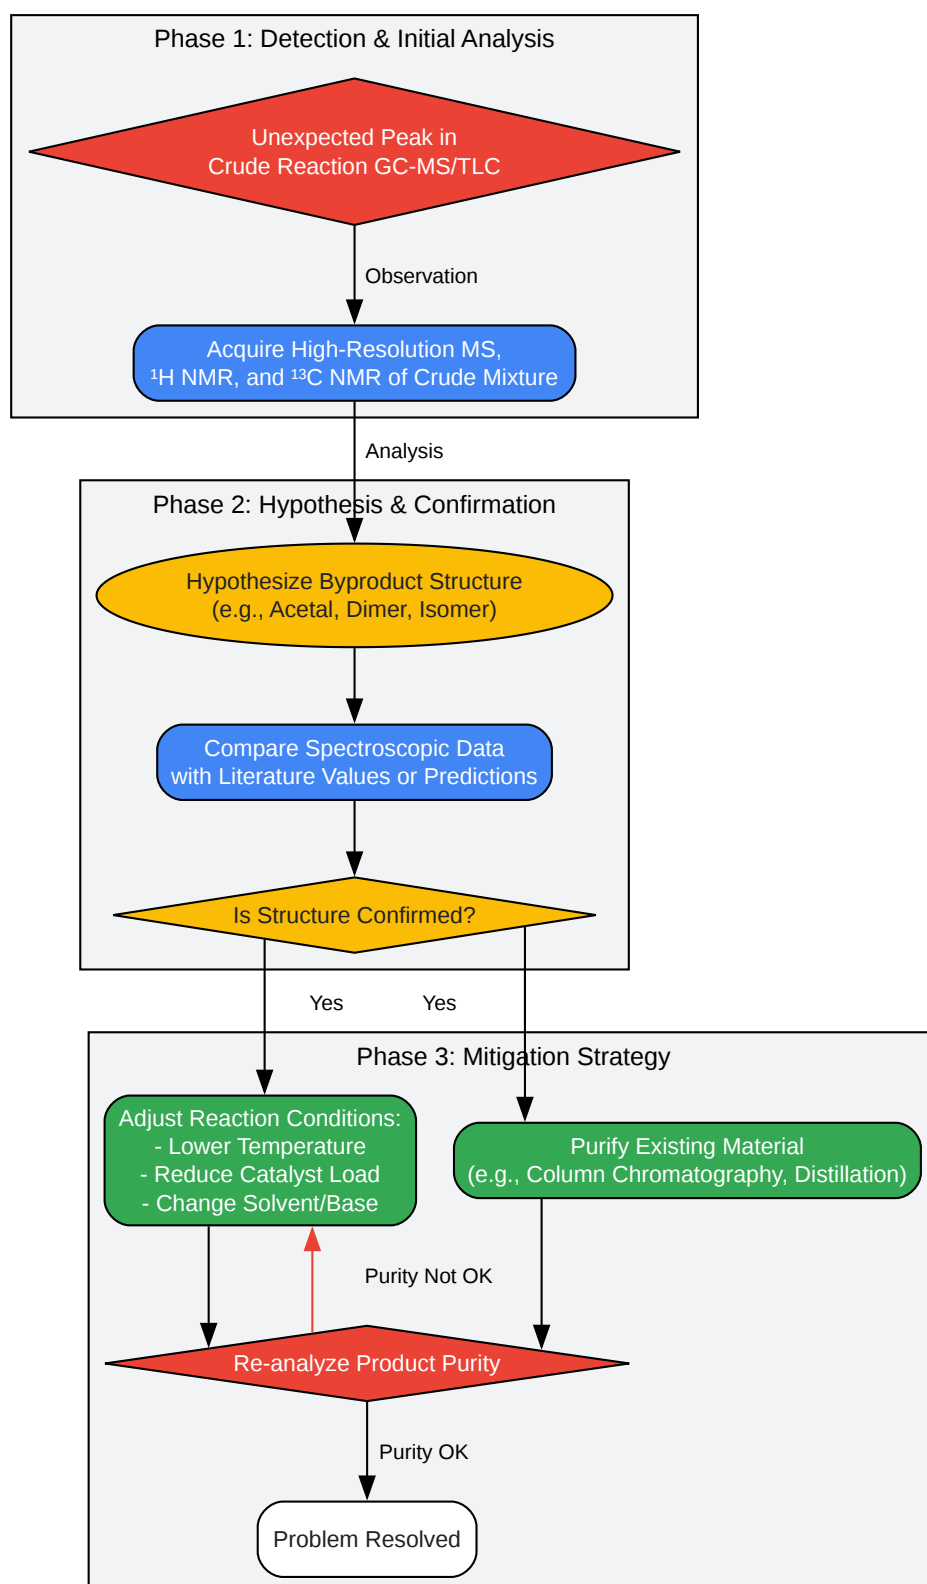 Phase 1: Detection & Initial Analysis
Unexpected Peak in
Crude Reaction GC-MS/TLC
Observation
Acquire High-Resolution MS,
¹H NMR, and ¹³C NMR of Crude Mixture
Analysis
Phase 2: Hypothesis & Confirmation
Hypothesize Byproduct Structure
(e.g., Acetal, Dimer, Isomer)
Compare Spectroscopic Data
with Literature Values or Predictions
Is Structure Confirmed?
Yes
Yes
Phase 3: Mitigation Strategy
Adjust Reaction Conditions:
- Lower Temperature
- Reduce Catalyst Load
- Change Solvent/Base
Purify Existing Material
(e.g., Column Chromatography, Distillation)
Purity Not OK
Re-analyze Product Purity
Purity OK
Problem Resolved